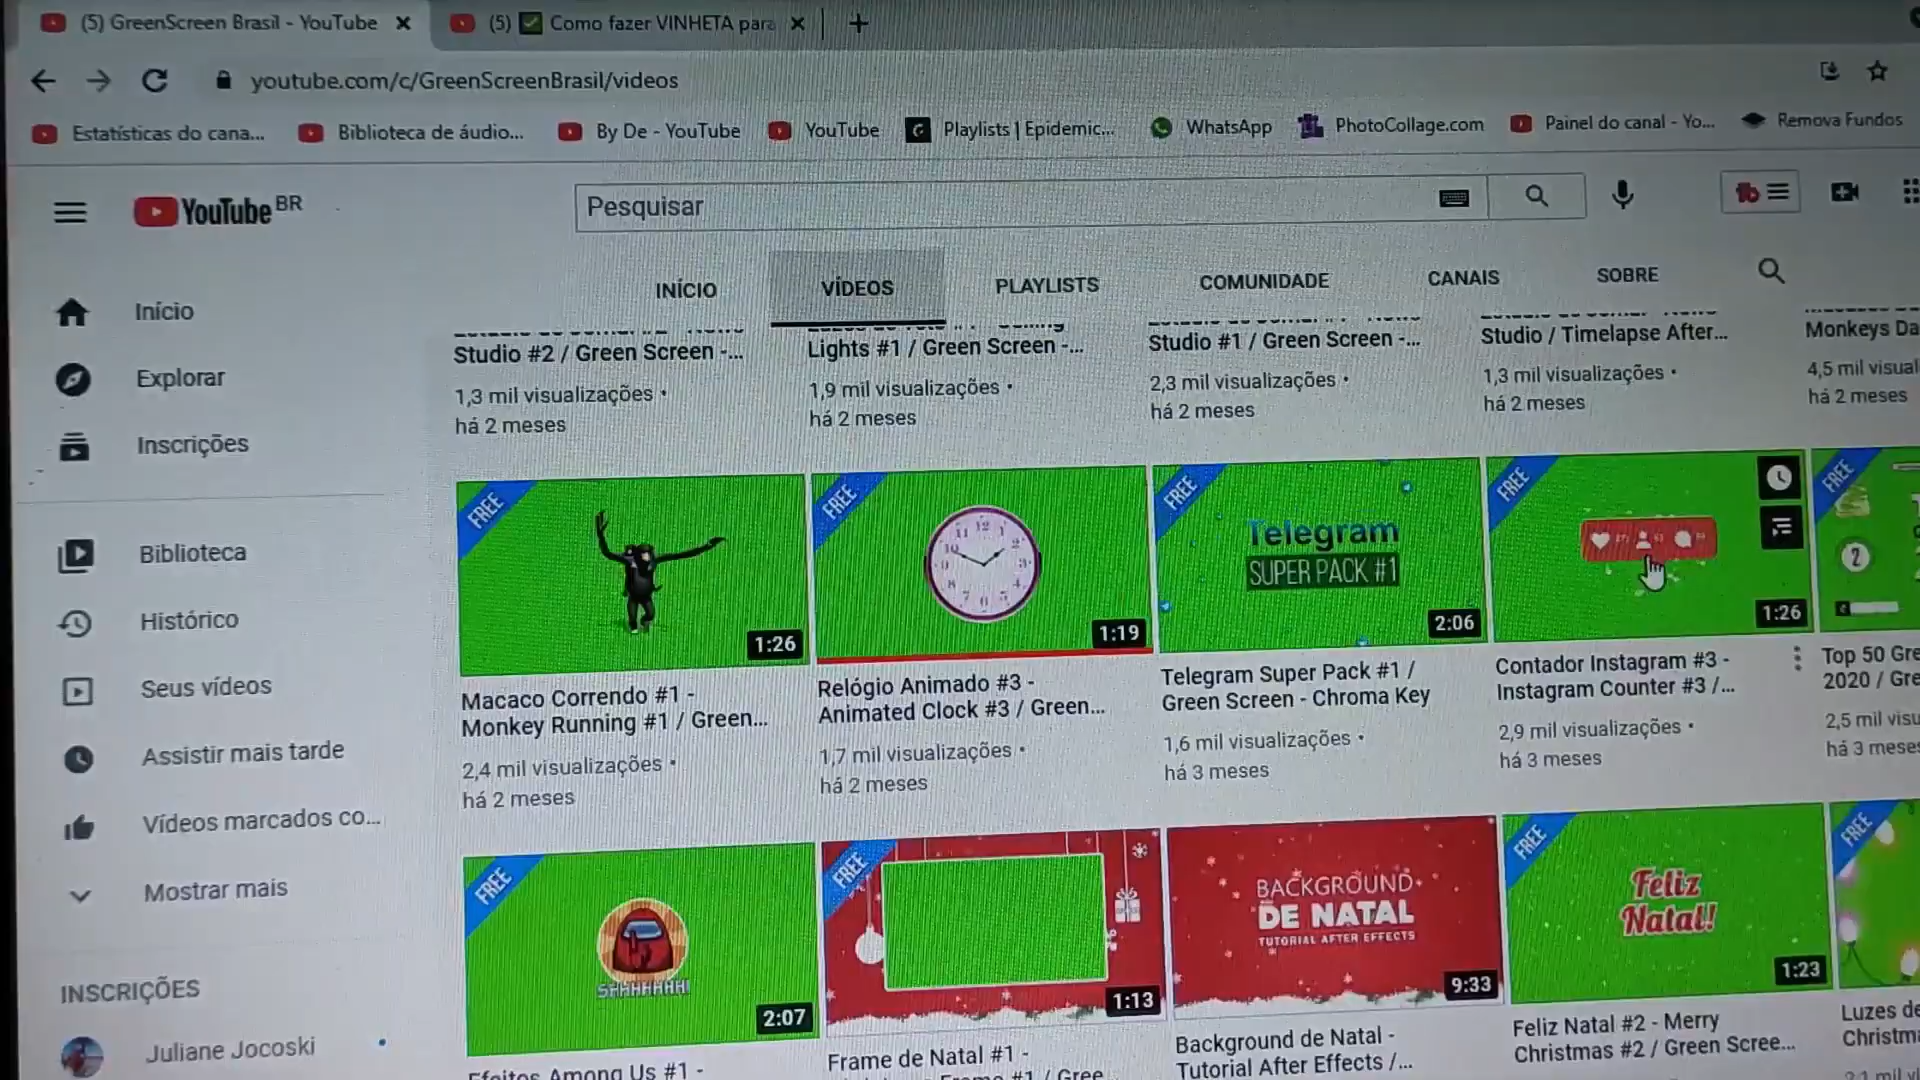 (5) GreenScreen Brasil - YouTube
(5) ✅ Como fazer VINHETA para
youtube.com/c/GreenScreenBrasil/videos
Estatísticas do cana...
Biblioteca de áudio...
By De - YouTube
YouTube
Playlists | Epidemic...
WhatsApp
PhotoCollage.com
Painel do canal - Yo...
Remova Fundos
YouTube BR
Pesquisar
INÍCIO
VÍDEOS
PLAYLISTS
COMUNIDADE
CANAIS
SOBRE
Início
Explorar
Inscrições
Biblioteca
Histórico
Seus vídeos
Assistir mais tarde
Vídeos marcados co...
Mostrar mais
INSCRIÇÕES
Juliane Jocoski
Studio #2 / Green Screen -...
1,3 mil visualizações •
há 2 meses
Lights #1 / Green Screen -...
1,9 mil visualizações •
há 2 meses
Studio #1 / Green Screen -...
2,3 mil visualizações •
há 2 meses
Studio / Timelapse After...
1,3 mil visualizações •
há 2 meses
Monkeys Da
4,5 mil visual
há 2 meses
FREE
1:26
Macaco Correndo #1 -
Monkey Running #1 / Green...
2,4 mil visualizações •
há 2 meses
FREE
1:19
Relógio Animado #3 -
Animated Clock #3 / Green...
1,7 mil visualizações •
há 2 meses
FREE
Telegram
SUPER PACK #1
2:06
Telegram Super Pack #1 /
Green Screen - Chroma Key
1,6 mil visualizações •
há 3 meses
FREE
1:26
Contador Instagram #3 -
Instagram Counter #3 /...
2,9 mil visualizações •
há 3 meses
FREE
2
Top 50 Gre
2020 / Gre
2,5 mil visu
há 3 meses
FREE
SHHHHHHH!
2:07
Efeitos Among Us #1 -
FREE
1:13
Frame de Natal #1 -
BACKGROUND
DE NATAL
TUTORIAL AFTER EFFECTS
9:33
Background de Natal -
Tutorial After Effects /...
FREE
Feliz
Natal!
1:23
Feliz Natal #2 - Merry
Christmas #2 / Green Scree...
FREE
Luzes de
Christm